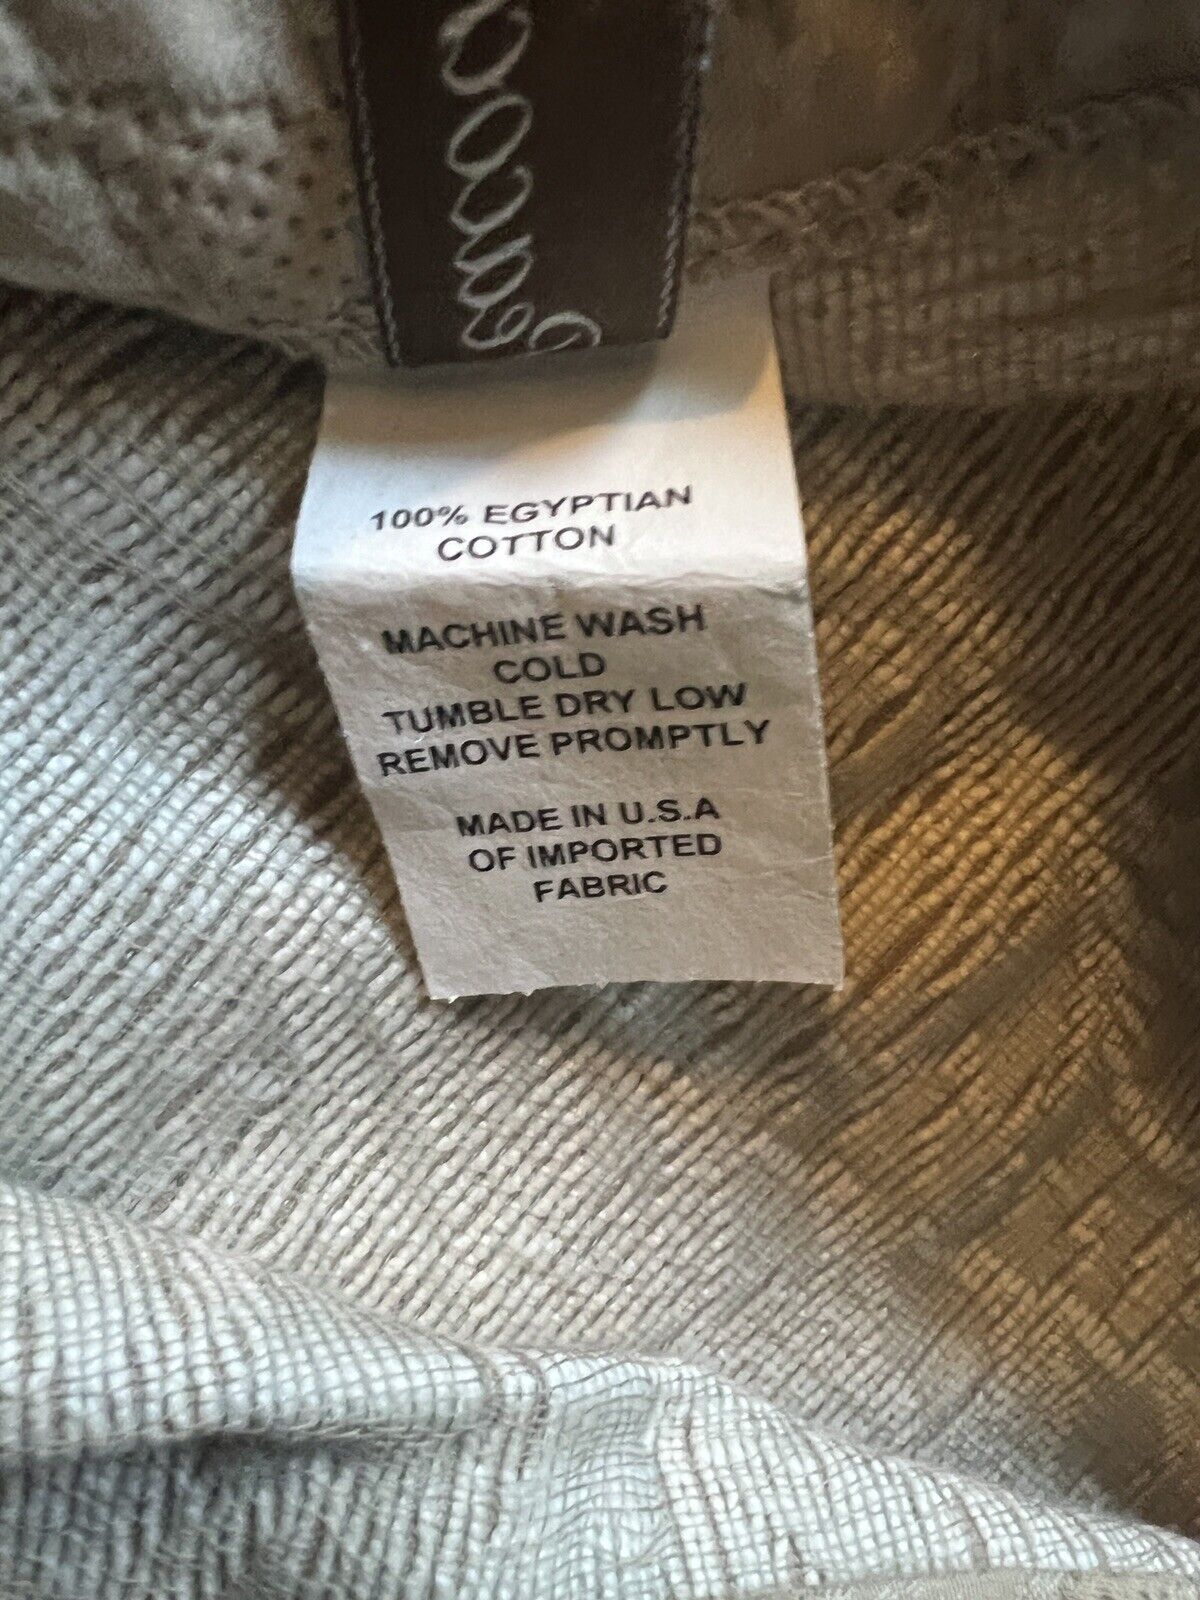 100% EGYPTIAN
COTTON
MACHINE WASH
COLD
TUMBLE DRY LOW
REMOVE PROMPTLY
MADE IN U.S.A
OF IMPORTED
FABRIC